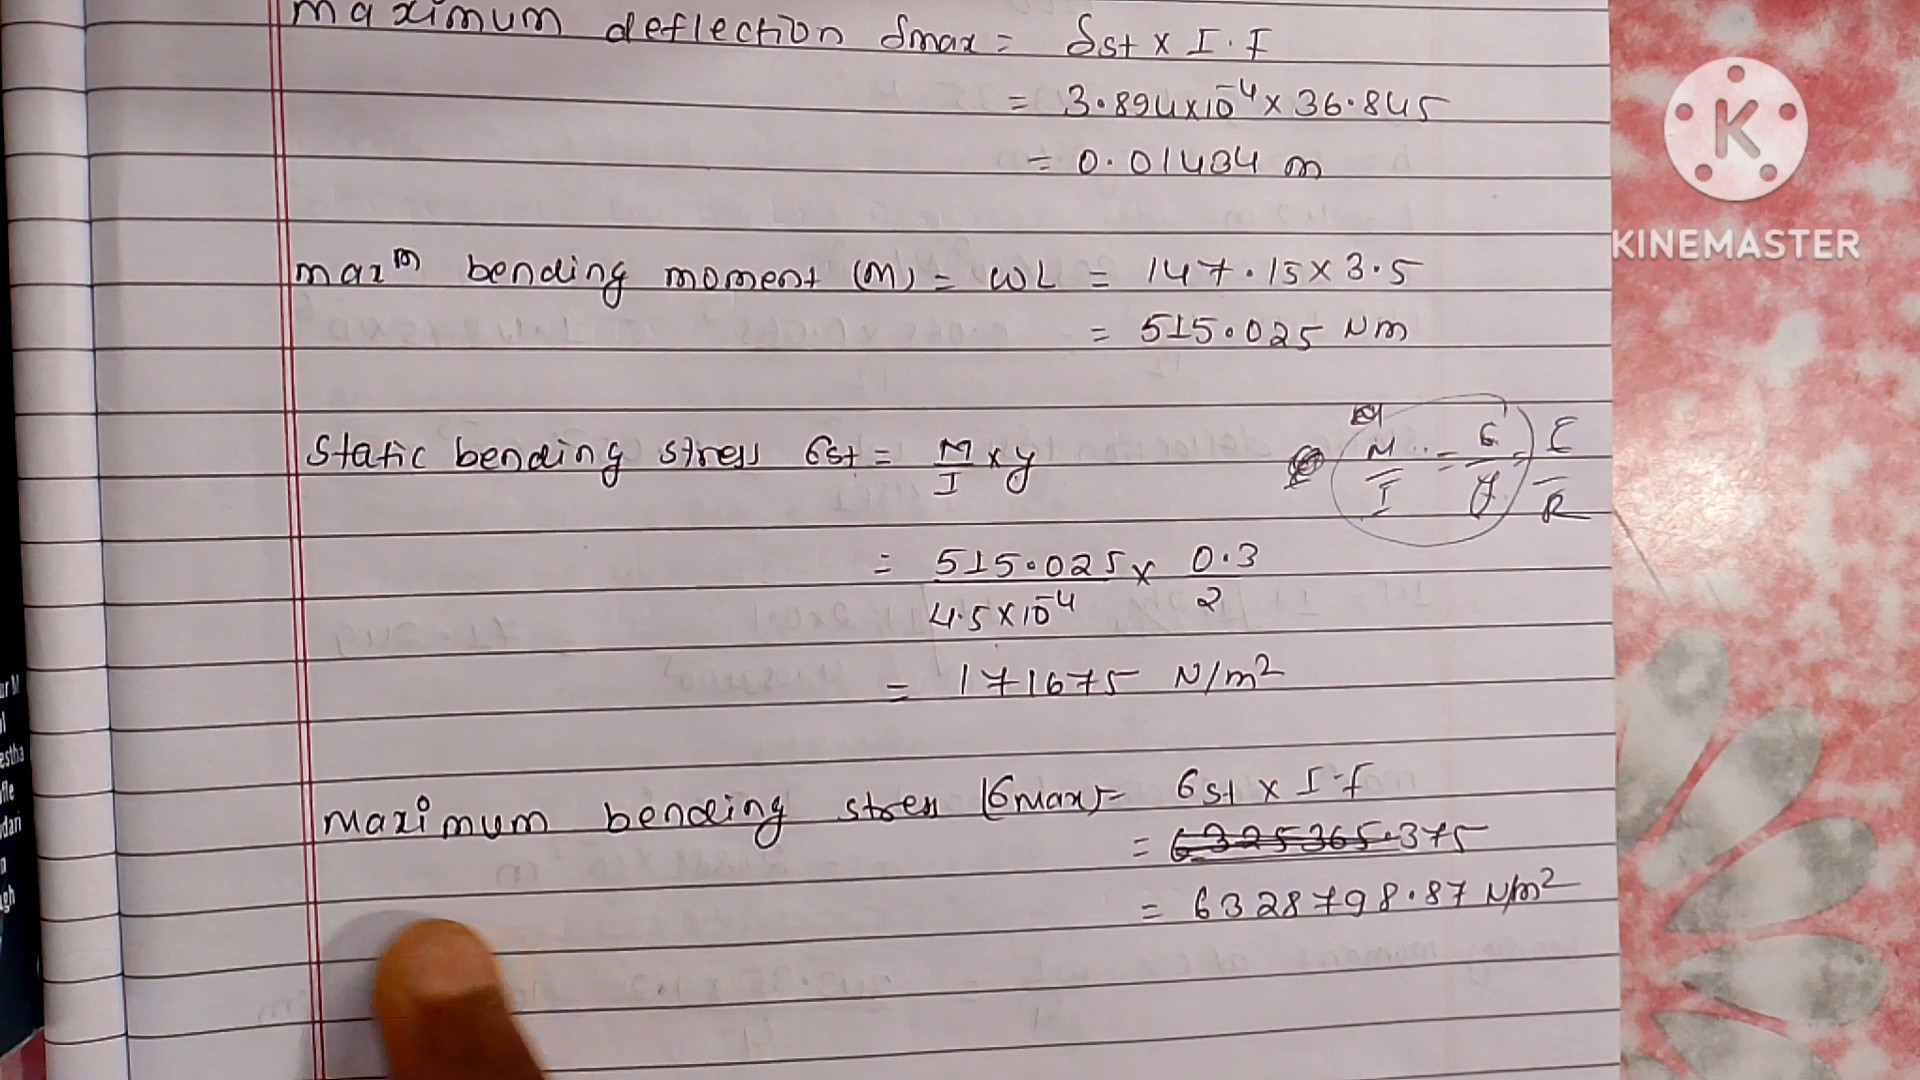 maximum deflection δmax = δst x I.F
= 3.894x10⁻⁴ x 36.845
= 0.01434 m
maxᵐ bending moment (M) = WL = 147.15 x 3.5
= 515.025 Nm
Static bending stress σst = M/I x y
M/I = σ/y = E/R
= 515.025/4.5x10⁻⁴ x 0.3/2
= 171675 N/m²
maximum bending stress (σmax) = σst x I.F
= 6325365.375
= 6328798.87 N/m²
K
KINEMASTER